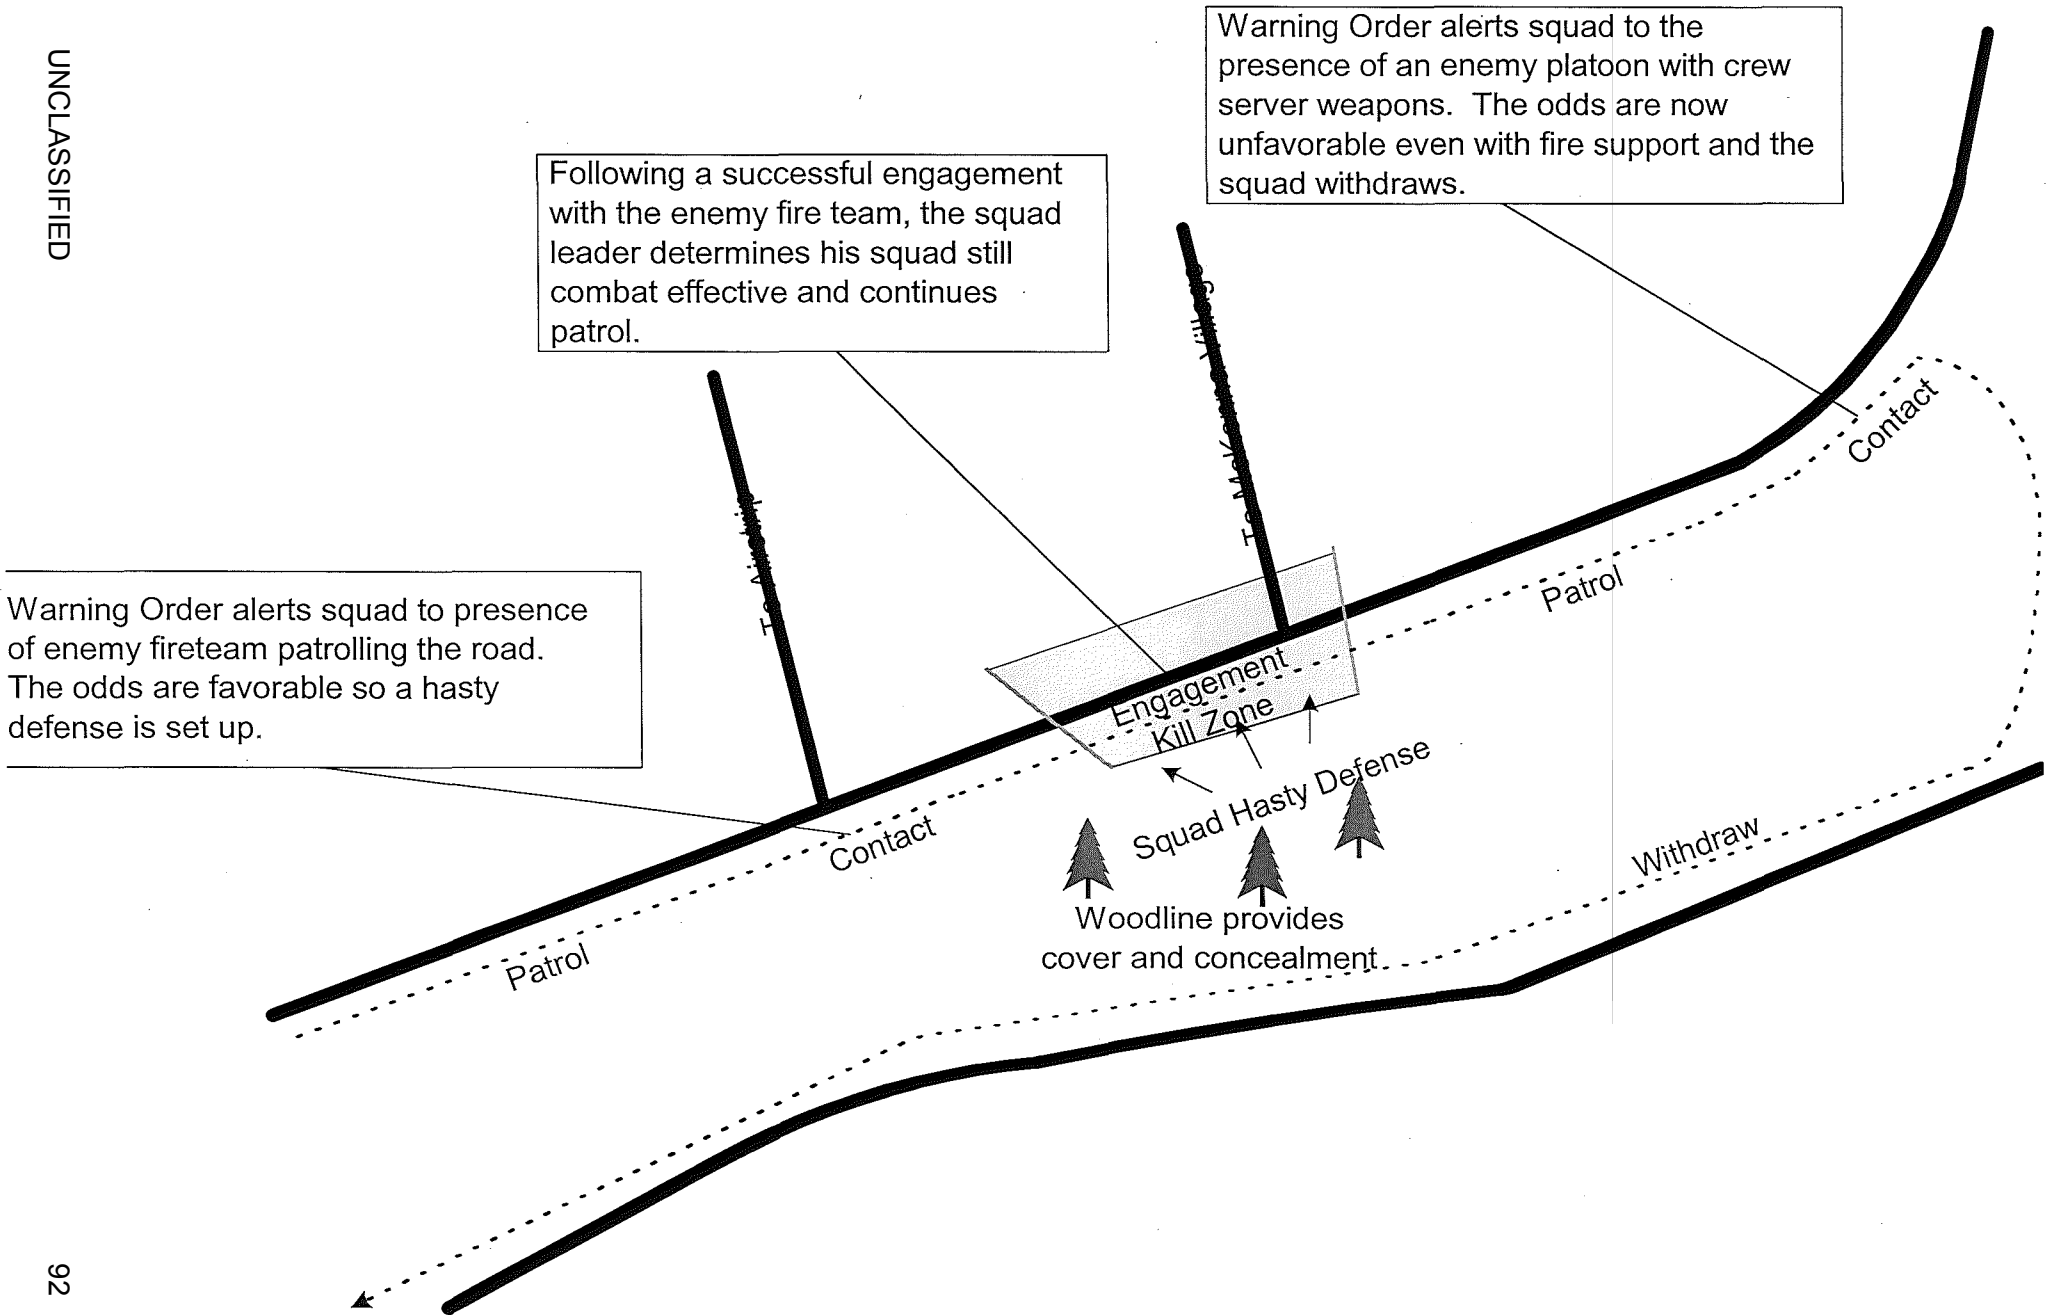 UNCLASSIFIED
Warning Order alerts squad to the
presence of an enemy platoon with crew
server weapons. The odds are now
unfavorable even with fire support and the
squad withdraws.
Following a successful engagement
with the enemy fire team, the squad
leader determines his squad still
combat effective and continues
patrol.
Warning Order alerts squad to presence
of enemy fireteam patrolling the road.
The odds are favorable so a hasty
defense is set up.
To
To McKenna Village
Contact
Patrol
Engagement
Kill Zone
Squad Hasty Defense
Contact
Patrol
Woodline provides
cover and concealment
Withdraw
92